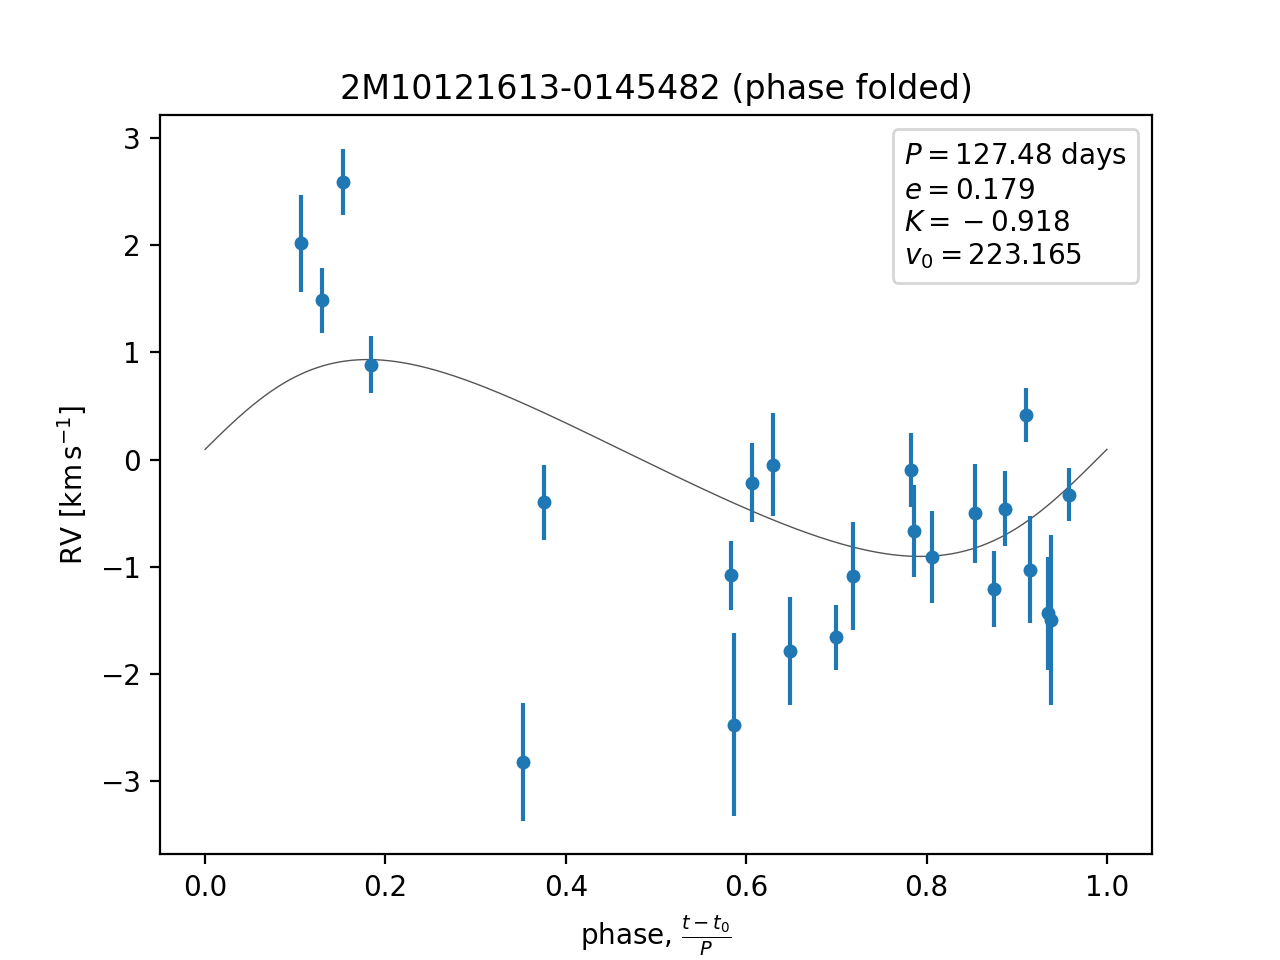 2M10121613-0145482 (phase folded)
P = 127.48 days
e = 0.179
K = −0.918
v₀ = 223.165
RV [km s⁻¹]
3
2
1
0
−1
−2
−3
0.0 0.2 0.4 0.6 0.8 1.0
phase, (t − t₀)/P